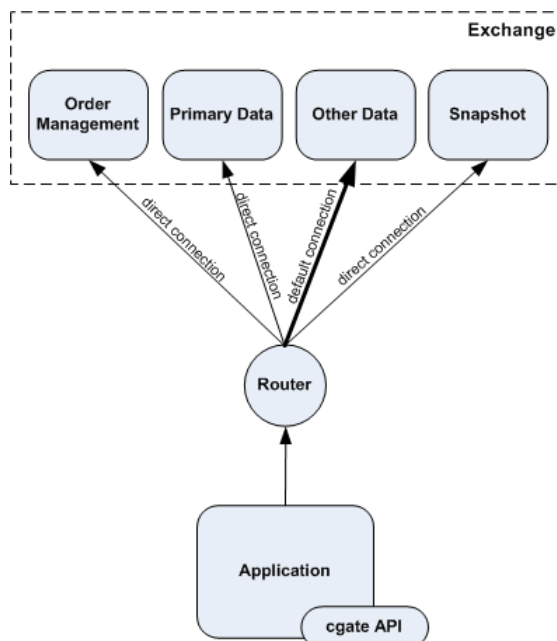 Exchange
Order
Management
Primary Data
Other Data
Snapshot
direct connection
direct connection
default connection
direct connection
Router
Application
cgate API